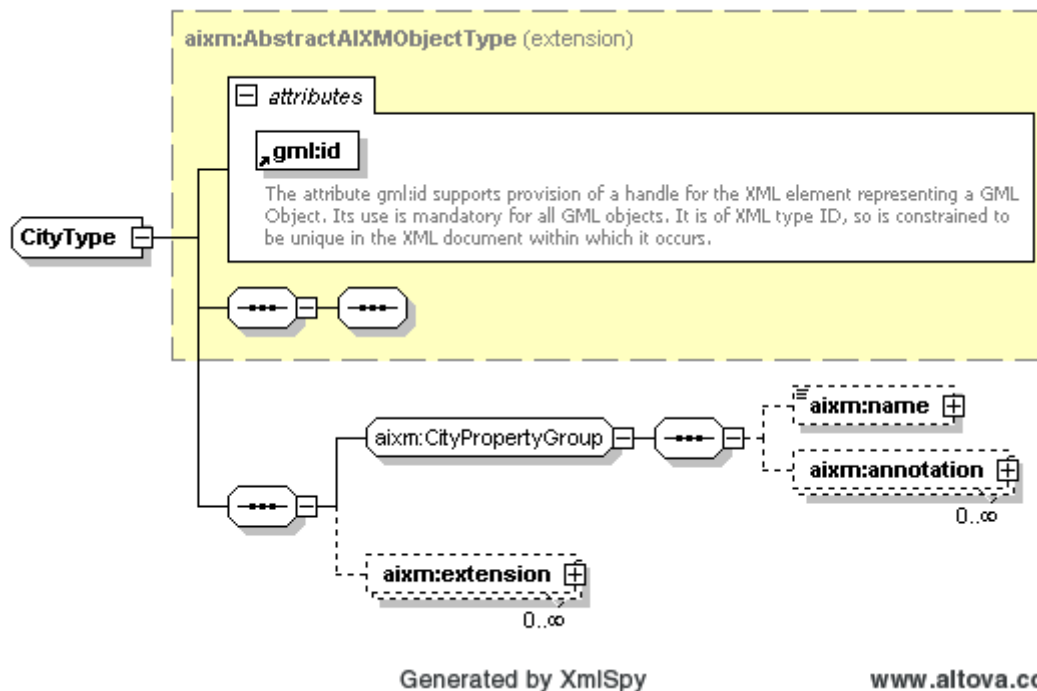 aixm:AbstractAIXMObjectType (extension)
attributes
gml:id
The attribute gml:id supports provision of a handle for the XML element representing a GML
Object. Its use is mandatory for all GML objects. It is of XML type ID, so is constrained to
be unique in the XML document within which it occurs.
CityType
aixm:name
aixm:CityPropertyGroup
aixm:annotation
0..∞
aixm:extension
0..∞
Generated by XmlSpy
www.altova.co